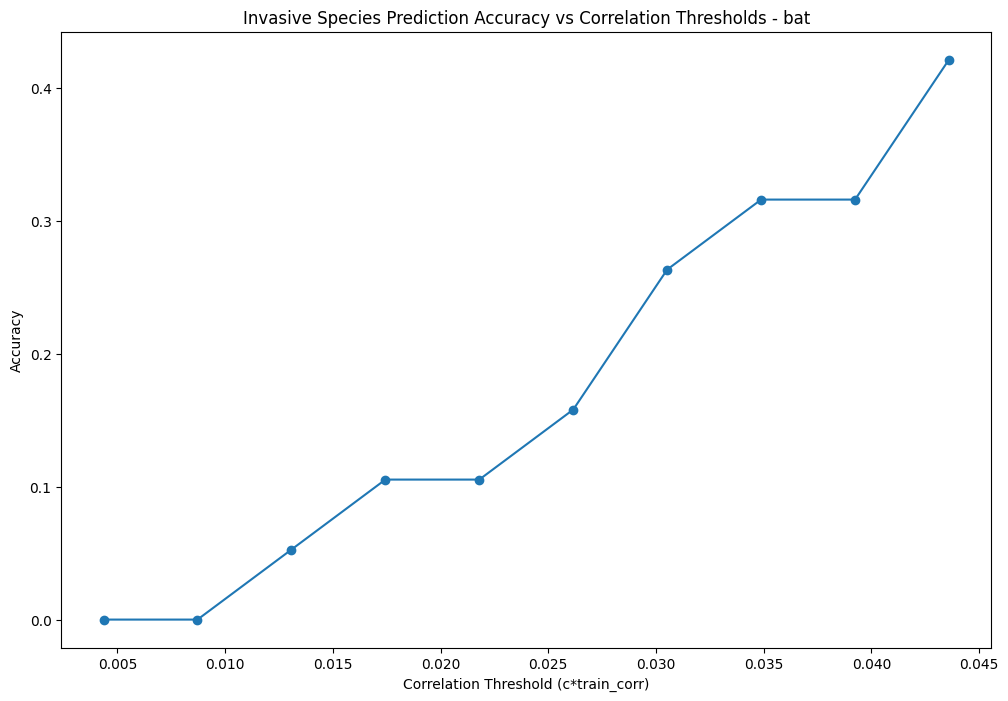 Invasive Species Prediction Accuracy vs Correlation Thresholds - bat
0.4
0.3
0.2
0.1
0.0
Accuracy
0.005 0.010 0.015 0.020 0.025 0.030 0.035 0.040 0.045
Correlation Threshold (c*train_corr)